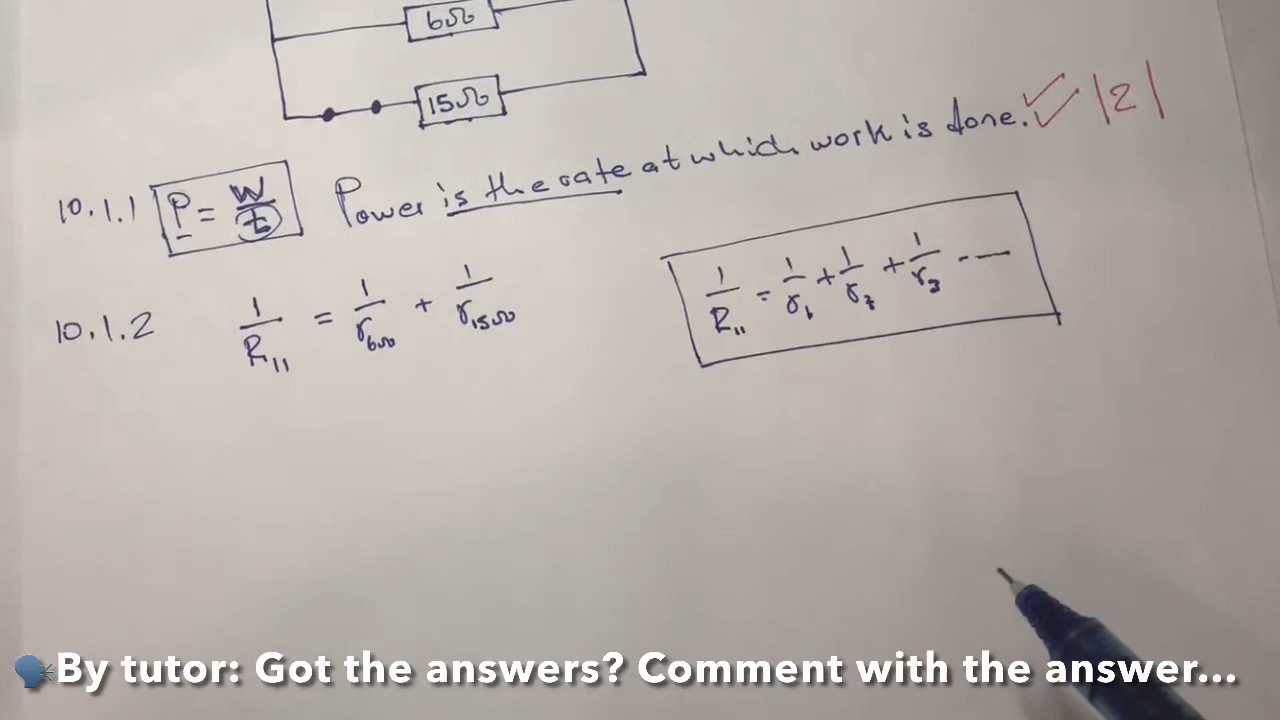 6Ω
15Ω
10.1.1 P = W/t Power is the rate at which work is done. ✓✓ |2|
10.1.2 1/R₁₁ = 1/r₆Ω + 1/r₁₅Ω
1/R₁₁ = 1/r₁ + 1/r₂ + 1/r₃ ----
🗣️By tutor: Got the answers? Comment with the answer...